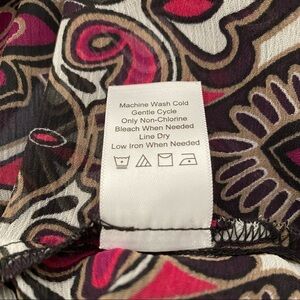 Machine Wash Cold
Gentle Cycle
Only Non-Chlorine
Bleach When Needed
Line Dry
Low Iron When Needed